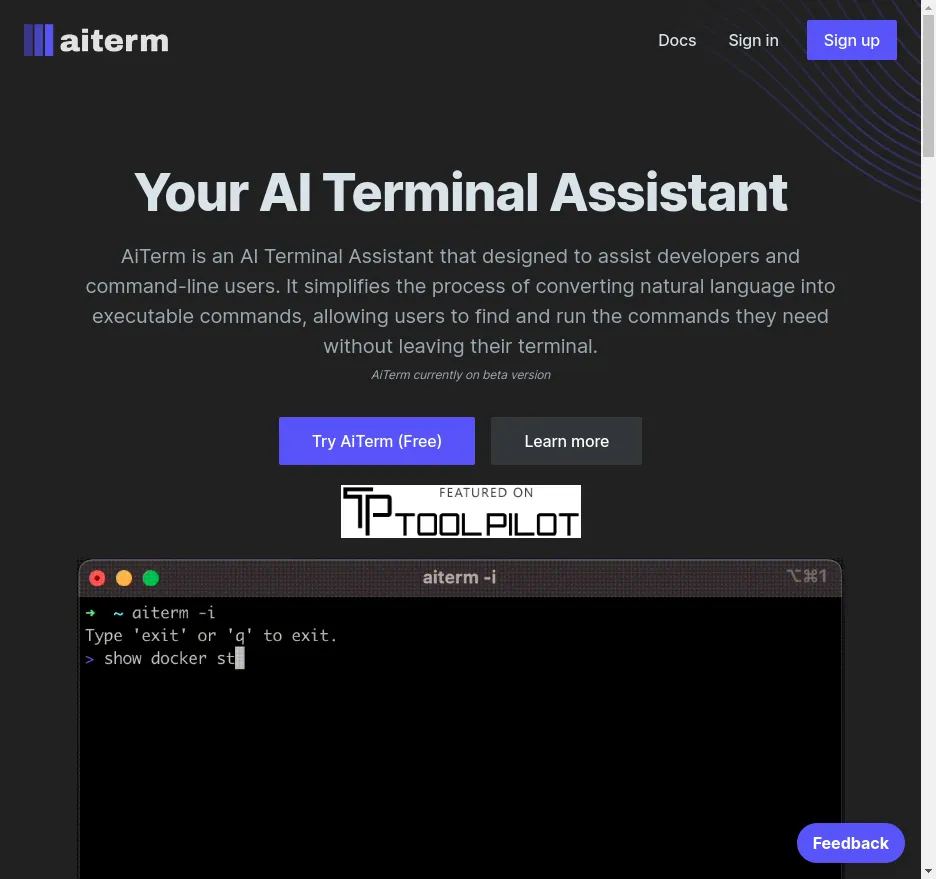 aiterm
Docs
Sign in
Sign up
Your AI Terminal Assistant
AiTerm is an AI Terminal Assistant that designed to assist developers and
command-line users. It simplifies the process of converting natural language into
executable commands, allowing users to find and run the commands they need
without leaving their terminal.
AiTerm currently on beta version
Try AiTerm (Free)
Learn more
FEATURED ON
TP TOOLPILOT
aiterm -i
⌥⌘1
➜ ~ aiterm -i
Type 'exit' or 'q' to exit.
> show docker st
Feedback